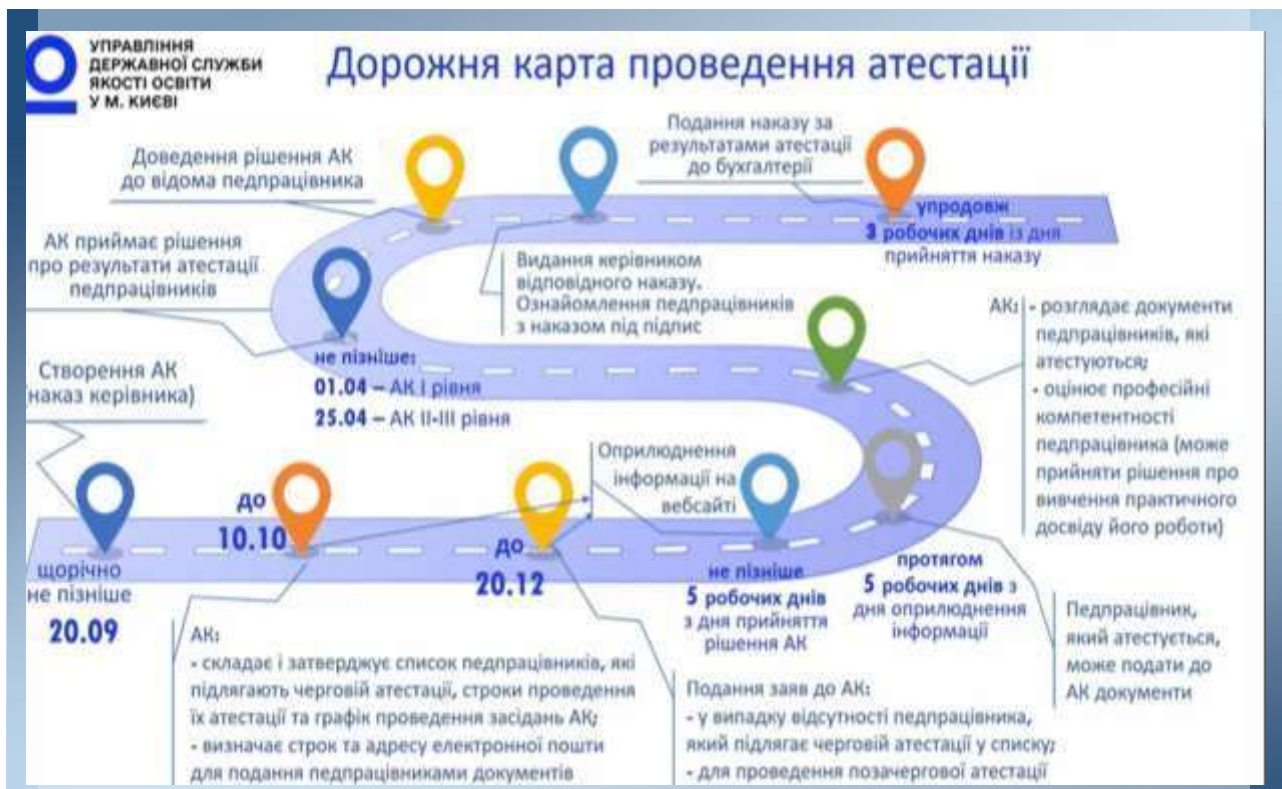 УПРАВЛІННЯ
ДЕРЖАВНОЇ СЛУЖБИ
ЯКОСТІ ОСВІТИ
У М. КИЄВІ
Дорожня карта проведення атестації
Доведення рішення АК
до відома педпрацівника
Подання наказу за
результатами атестації
до бухгалтерії
упродовж
3 робочих днів із дня
прийняття наказу
АК приймає рішення
про результати атестації
педпрацівників
Видання керівником
відповідного наказу.
Ознайомлення педпрацівників
з наказом під підпис
не пізніше:
01.04 – АК І рівня
25.04 – АК ІІ-ІІІ рівня
АК: - розглядає документи
педпрацівників, які
атестуються;
- оцінює професійні
компетентності
педпрацівника (може
прийняти рішення про
вивчення практичного
досвіду його роботи)
Створення АК
(наказ керівника)
щорічно
не пізніше
20.09
до
10.10
до
20.12
Оприлюднення
інформації на
вебсайті
не пізніше
5 робочих днів
з дня прийняття
рішення АК
протягом
5 робочих днів з
дня оприлюднення
інформації
Педпрацівник,
який атестується,
може подати до
АК документи
АК:
- складає і затверджує список педпрацівників, які
підлягають черговій атестації, строки проведення
їх атестації та графік проведення засідань АК;
- визначає строк та адресу електронної пошти
для подання педпрацівниками документів
Подання заяв до АК:
- у випадку відсутності педпрацівника,
який підлягає черговій атестації у списку;
- для проведення позачергової атестації